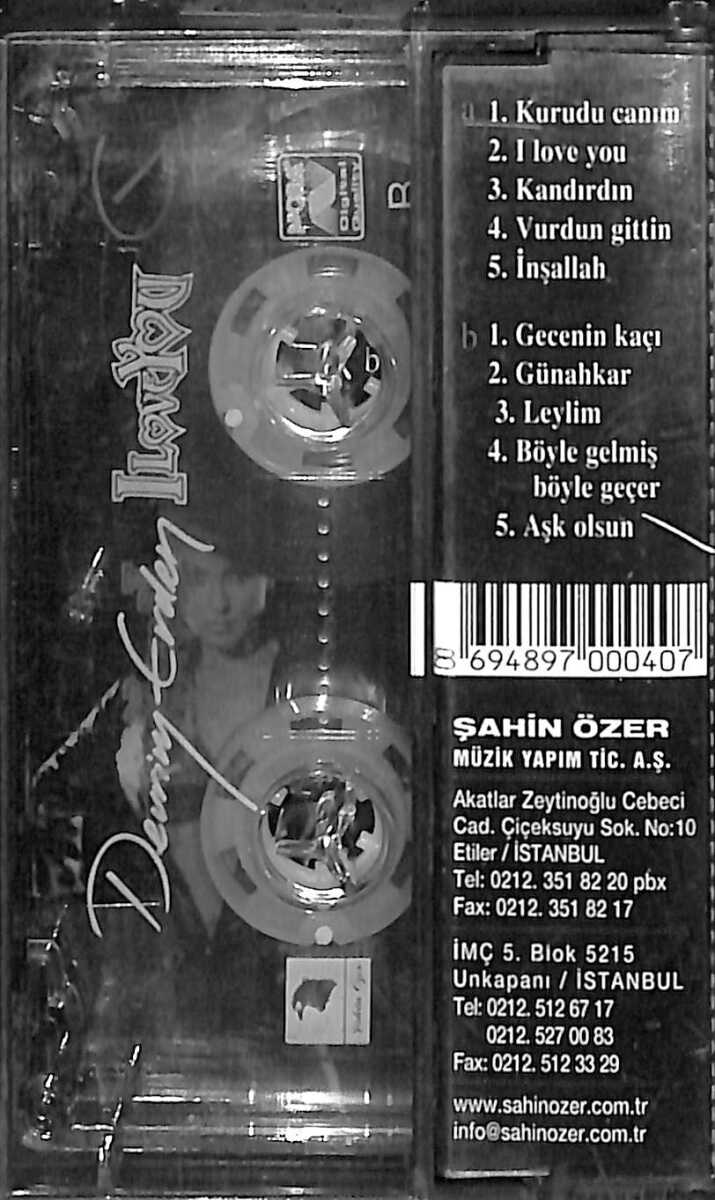 a 1. Kurudu canım
2. I love you
3. Kandırdın
4. Vurdun gittin
5. İnşallah
b 1. Gecenin kaçı
2. Günahkar
3. Leylim
4. Böyle gelmiş
böyle geçer
5. Aşk olsun
8 694897 000407
ŞAHİN ÖZER
MÜZİK YAPIM TİC. A.Ş.
Akatlar Zeytinoğlu Cebeci
Cad. Çiçeksuyu Sok. No:10
Etiler / İSTANBUL
Tel: 0212. 351 82 20 pbx
Fax: 0212. 351 82 17
İMÇ 5. Blok 5215
Unkapanı / İSTANBUL
Tel: 0212. 512 67 17
0212. 527 00 83
Fax: 0212. 512 33 29
www.sahinozer.com.tr
info@sahinozer.com.tr
Digital
Quality
B
b
Erden